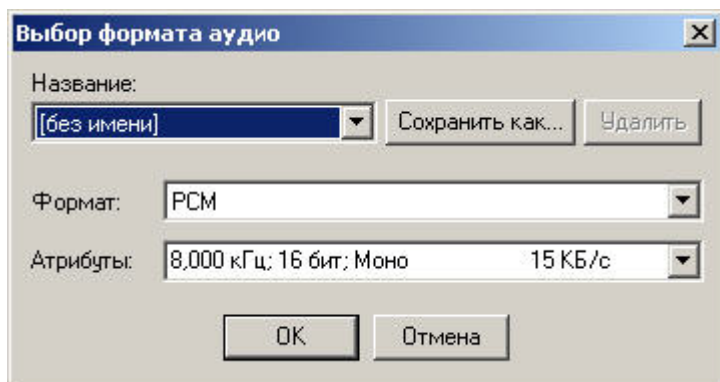 Выбор формата аудио
Название:
[без имени] Сохранить как... Удалить
Формат: PCM
Атрибуты: 8,000 кГц; 16 бит; Моно 15 КБ/с
OK Отмена